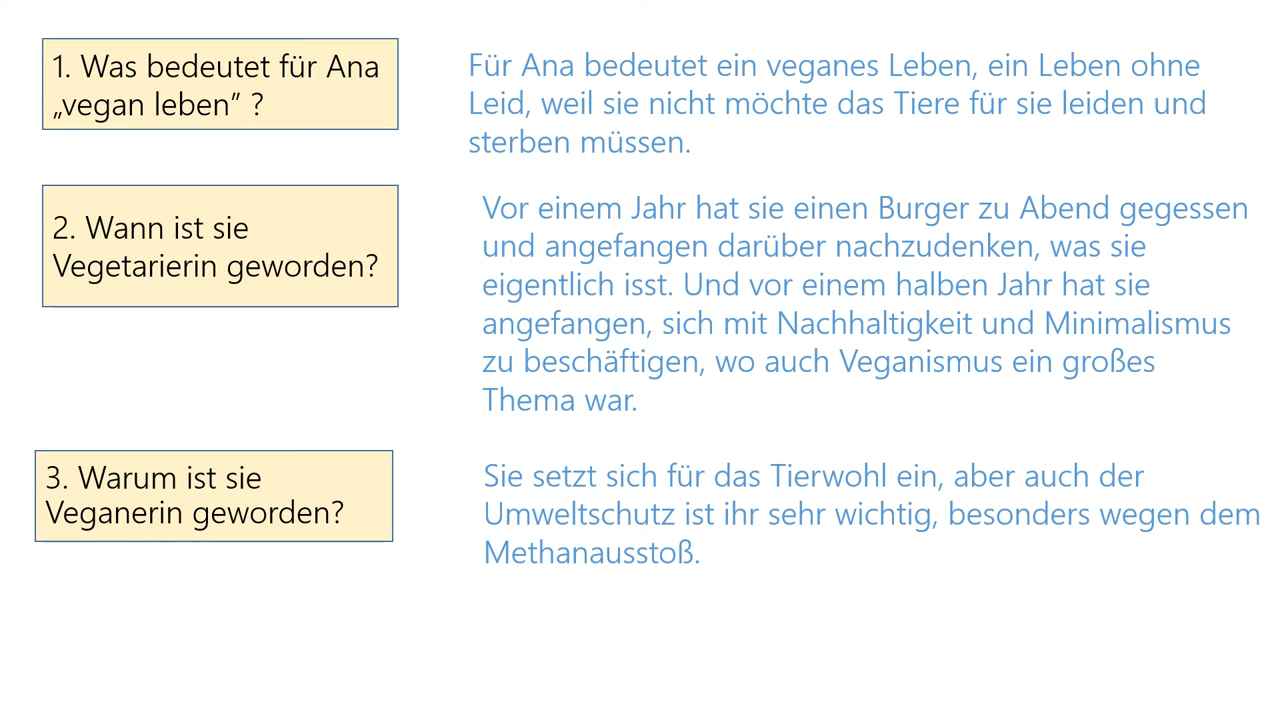 1. Was bedeutet für Ana
„vegan leben” ?
Für Ana bedeutet ein veganes Leben, ein Leben ohne
Leid, weil sie nicht möchte das Tiere für sie leiden und
sterben müssen.
2. Wann ist sie
Vegetarierin geworden?
Vor einem Jahr hat sie einen Burger zu Abend gegessen
und angefangen darüber nachzudenken, was sie
eigentlich isst. Und vor einem halben Jahr hat sie
angefangen, sich mit Nachhaltigkeit und Minimalismus
zu beschäftigen, wo auch Veganismus ein großes
Thema war.
3. Warum ist sie
Veganerin geworden?
Sie setzt sich für das Tierwohl ein, aber auch der
Umweltschutz ist ihr sehr wichtig, besonders wegen dem
Methanausstoß.